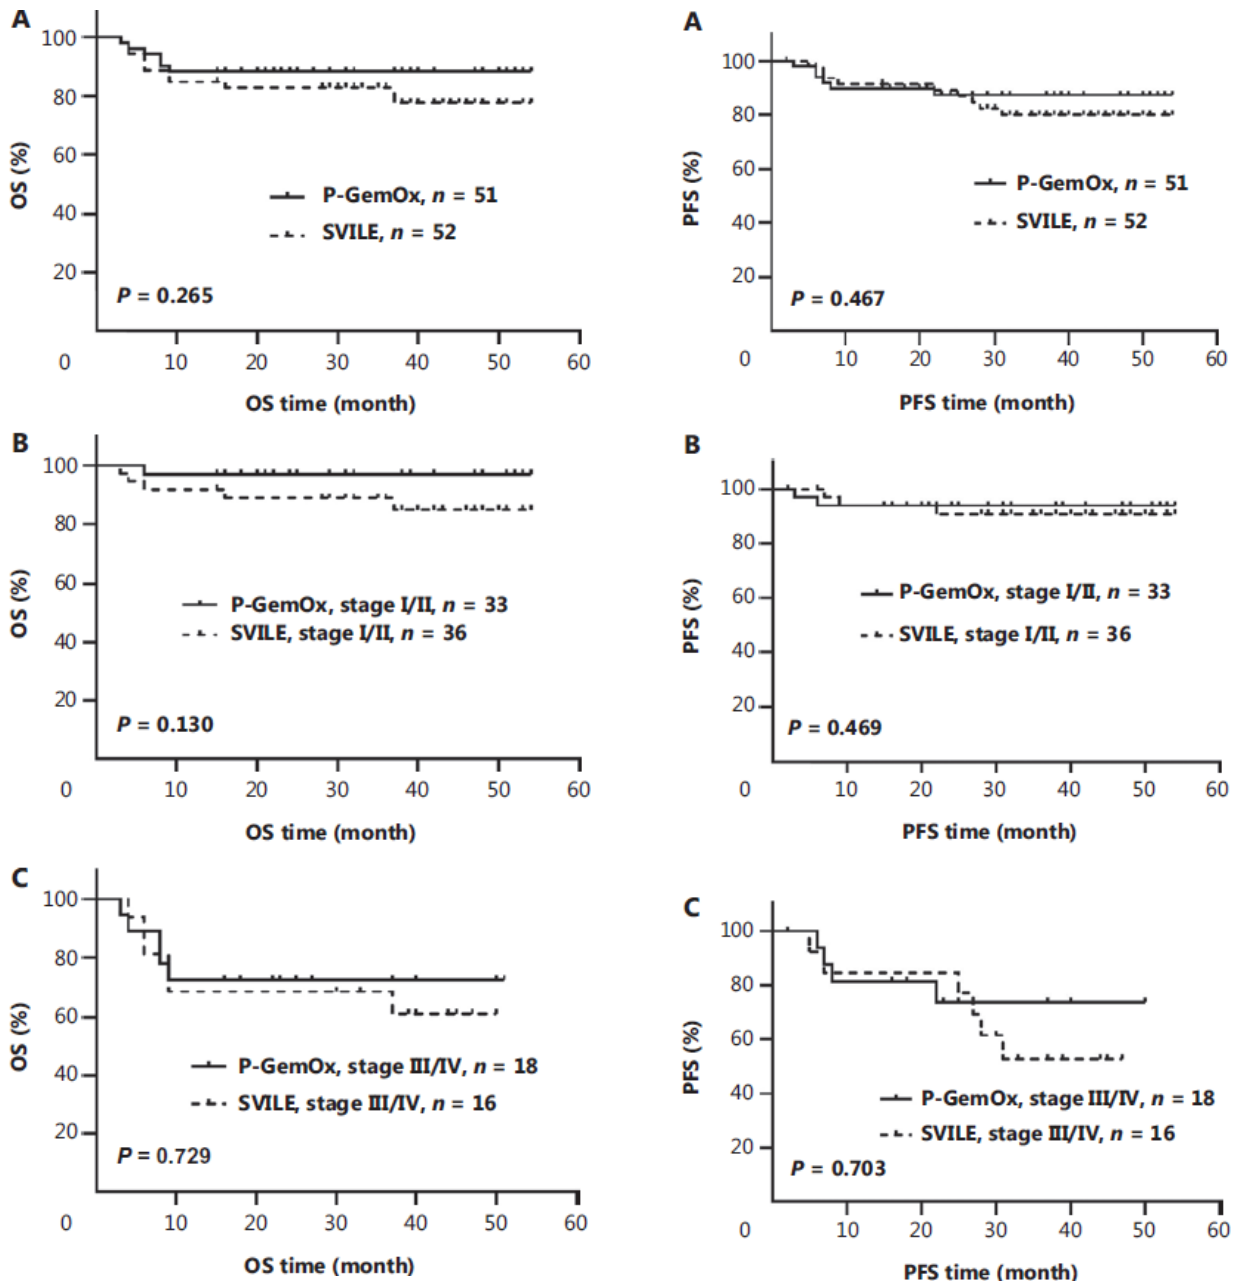 A
100
80
60
40
20
0
10
20
30
40
50
60
OS (%)
P-GemOx, n = 51
SVILE, n = 52
P = 0.265
OS time (month)
A
100
80
60
40
20
0
10
20
30
40
50
60
PFS (%)
P-GemOx, n = 51
SVILE, n = 52
P = 0.467
PFS time (month)
B
100
80
60
40
20
0
10
20
30
40
50
60
OS (%)
P-GemOx, stage I/II, n = 33
SVILE, stage I/II, n = 36
P = 0.130
OS time (month)
B
100
80
60
40
20
0
10
20
30
40
50
60
PFS (%)
P-GemOx, stage I/II, n = 33
SVILE, stage I/II, n = 36
P = 0.469
PFS time (month)
C
100
80
60
40
20
0
10
20
30
40
50
60
OS (%)
P-GemOx, stage III/IV, n = 18
SVILE, stage III/IV, n = 16
P = 0.729
OS time (month)
C
100
80
60
40
20
0
10
20
30
40
50
60
PFS (%)
P-GemOx, stage III/IV, n = 18
SVILE, stage III/IV, n = 16
P = 0.703
PFS time (month)